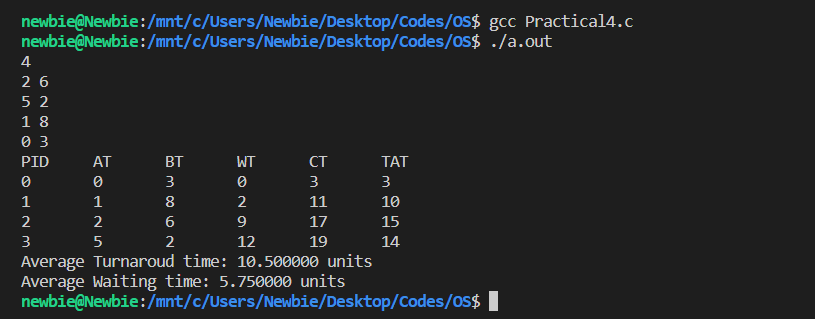 newbie@Newbie:/mnt/c/Users/Newbie/Desktop/Codes/OS$ gcc Practical4.c
newbie@Newbie:/mnt/c/Users/Newbie/Desktop/Codes/OS$ ./a.out
4
2 6
5 2
1 8
0 3
PID AT BT WT CT TAT
0 0 3 0 3 3
1 1 8 2 11 10
2 2 6 9 17 15
3 5 2 12 19 14
Average Turnaroud time: 10.500000 units
Average Waiting time: 5.750000 units
newbie@Newbie:/mnt/c/Users/Newbie/Desktop/Codes/OS$